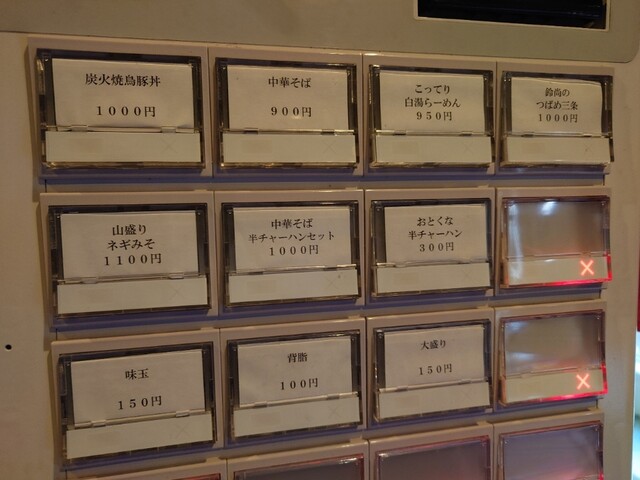 炭火焼鳥豚丼
1000円
中華そば
900円
こってり
白湯らーめん
950円
鈴尚の
つばめ三条
1000円
山盛り
ネギみそ
1100円
中華そば
半チャーハンセット
1000円
おとくな
半チャーハン
300円
味玉
150円
背脂
100円
大盛り
150円